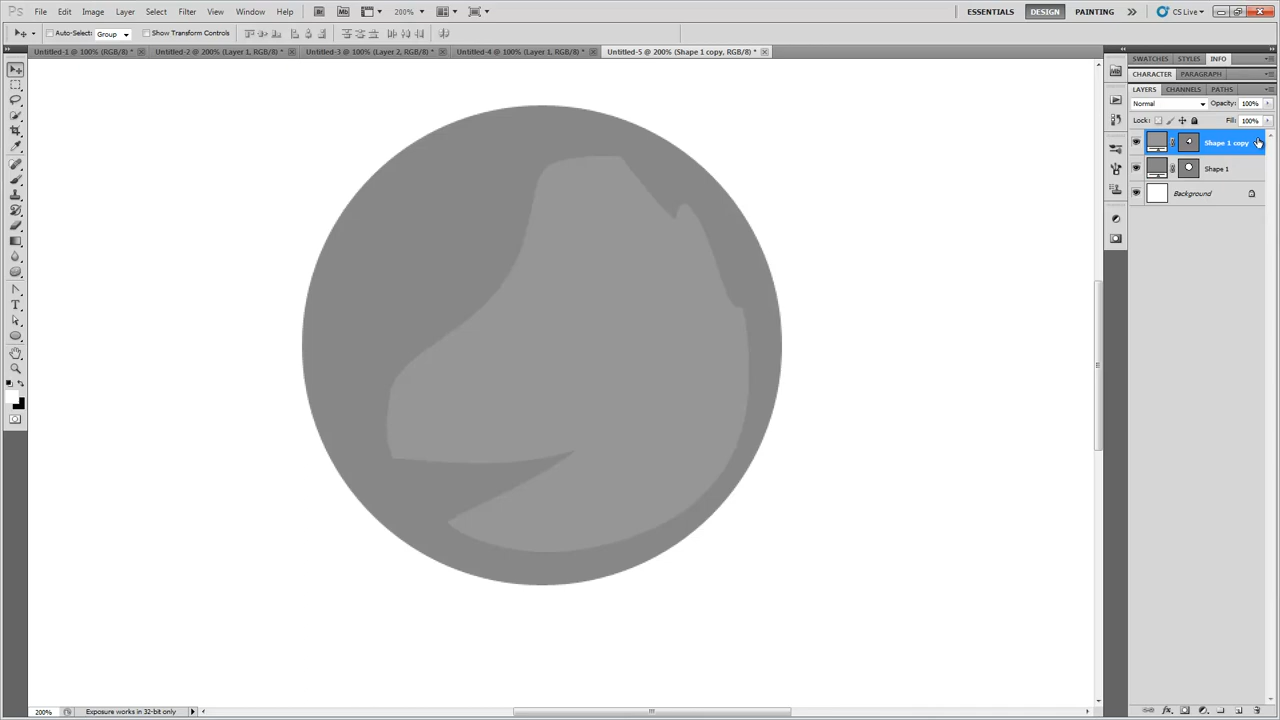 Ps File Edit Image Layer Select Filter View Window Help 200% ESSENTIALS DESIGN PAINTING CS Live
Auto-Select: Group Show Transform Controls
Untitled-1 @ 100% (RGB/8) * Untitled-2 @ 200% (Layer 1, RGB/8) * Untitled-3 @ 100% (Layer 2, RGB/8) * Untitled-4 @ 100% (Layer 1, RGB/8) * Untitled-5 @ 200% (Shape 1 copy, RGB/8) *
SWATCHES STYLES INFO
CHARACTER PARAGRAPH
LAYERS CHANNELS PATHS
Normal Opacity: 100%
Lock: Fill: 100%
Shape 1 copy
Shape 1
Background
200% Exposure works in 32-bit only